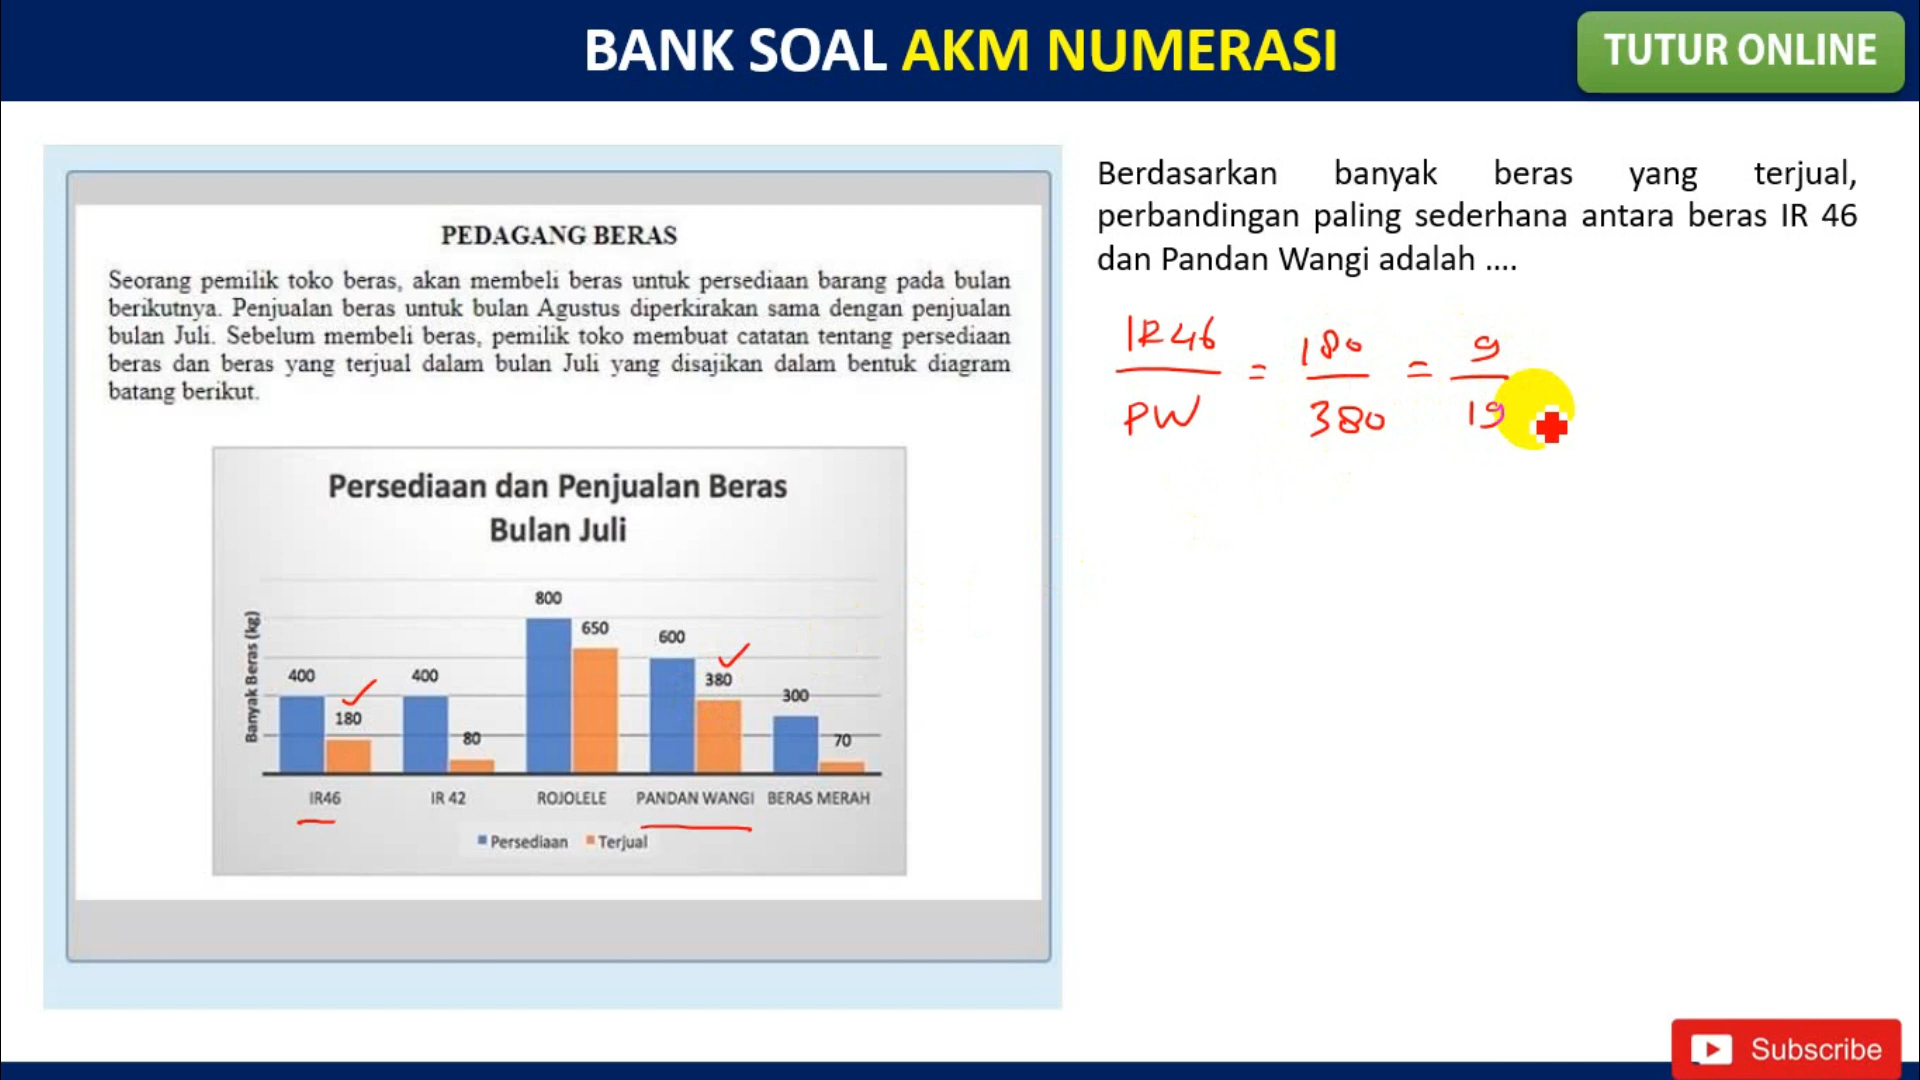 BANK SOAL AKM NUMERASI
TUTUR ONLINE
PEDAGANG BERAS
Seorang pemilik toko beras, akan membeli beras untuk persediaan barang pada bulan
berikutnya. Penjualan beras untuk bulan Agustus diperkirakan sama dengan penjualan
bulan Juli. Sebelum membeli beras, pemilik toko membuat catatan tentang persediaan
beras dan beras yang terjual dalam bulan Juli yang disajikan dalam bentuk diagram
batang berikut.
Persediaan dan Penjualan Beras
Bulan Juli
Banyak Beras (kg)
400
180
400
80
800
650
600
380
300
70
IR46
IR 42
ROJOLELE
PANDAN WANGI
BERAS MERAH
Persediaan
Terjual
Berdasarkan banyak beras yang terjual,
perbandingan paling sederhana antara beras IR 46
dan Pandan Wangi adalah ....
IR46 180 9
= =
PW 380 19
Subscribe